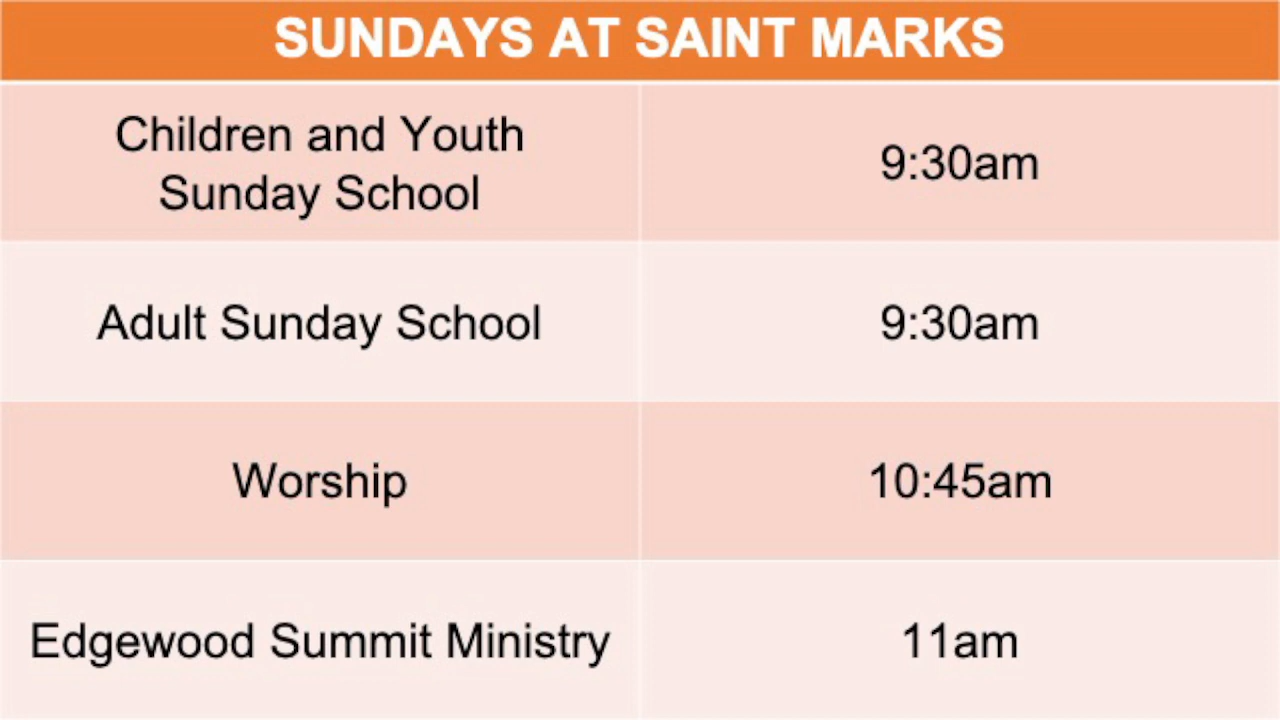 SUNDAYS AT SAINT MARKS
Children and Youth
Sunday School
9:30am
Adult Sunday School
9:30am
Worship
10:45am
Edgewood Summit Ministry
11am